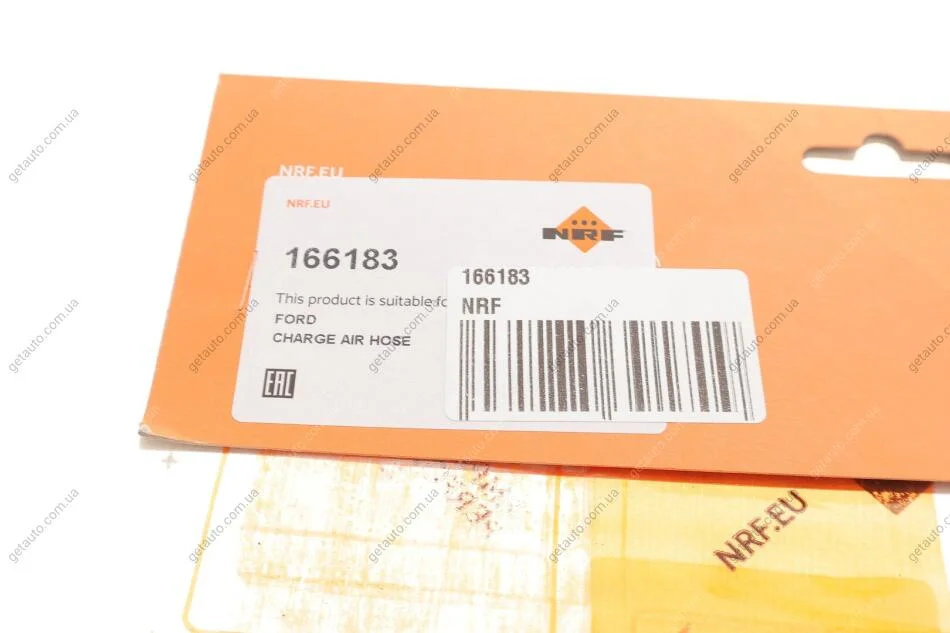 NRF.EU
NRF.EU
NRF
166183
This product is suitable fo
FORD
CHARGE AIR HOSE
EAC
166183
NRF
NRF.EU
getauto.com.ua